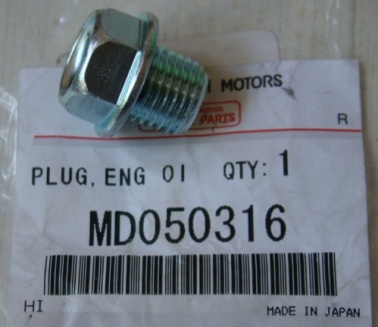 MOTORS
PARTS
R
PLUG, ENG OI QTY: 1
MD050316
HI MADE IN JAPAN